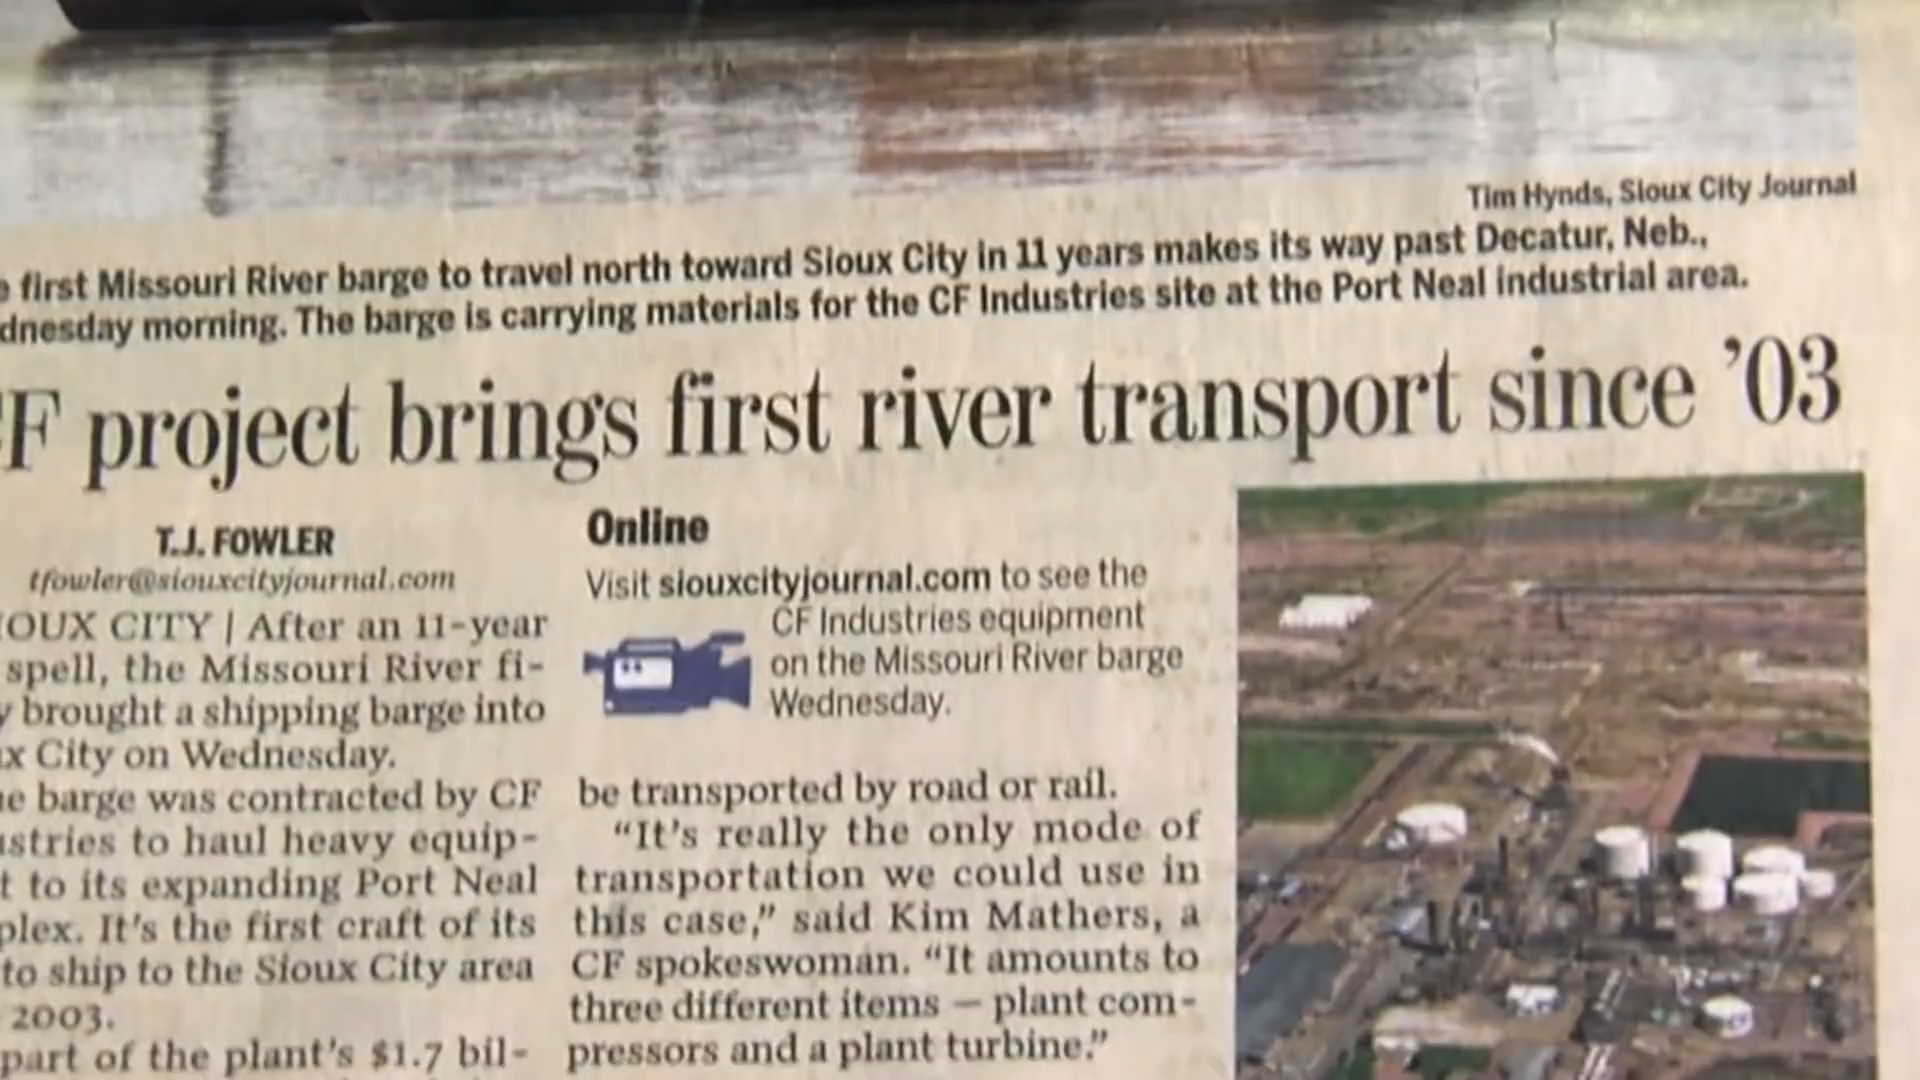 Tim Hynds, Sioux City Journal
first Missouri River barge to travel north toward Sioux City in 11 years makes its way past Decatur, Neb.,
dnesday morning. The barge is carrying materials for the CF Industries site at the Port Neal industrial area.
F project brings first river transport since ’03
T.J. FOWLER
tfowler@siouxcityjournal.com
IOUX CITY | After an 11-year
spell, the Missouri River fi-
y brought a shipping barge into
ux City on Wednesday.
e barge was contracted by CF
ustries to haul heavy equip-
t to its expanding Port Neal
plex. It’s the first craft of its
to ship to the Sioux City area
2003.
part of the plant’s $1.7 bil-
Online
Visit siouxcityjournal.com to see the
CF Industries equipment
on the Missouri River barge
Wednesday.
be transported by road or rail.
“It’s really the only mode of
transportation we could use in
this case,” said Kim Mathers, a
CF spokeswoman. “It amounts to
three different items — plant com-
pressors and a plant turbine.”